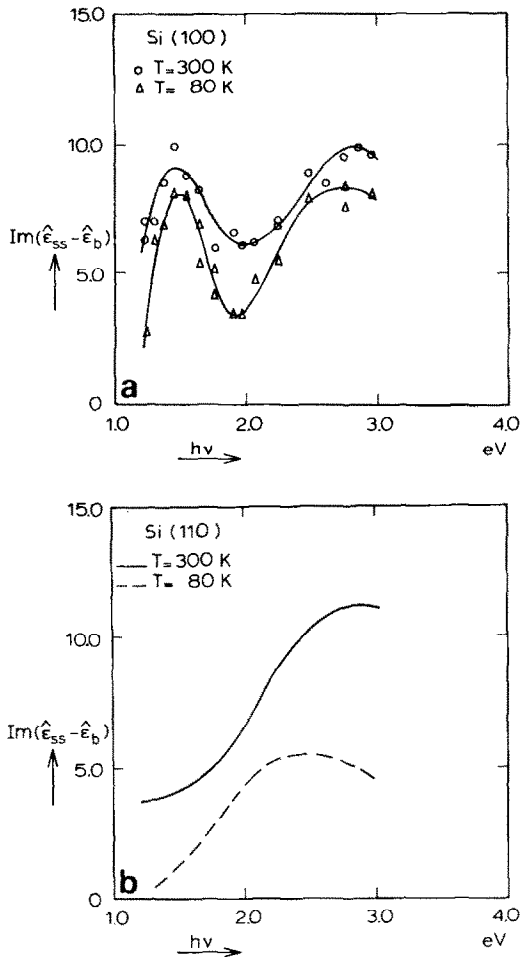 15.0
Si (100)
o T=300 K
Δ T= 80 K
10.0
Im(ε̂ss−ε̂b)
5.0
a
0
1.0 2.0 3.0 4.0
hν eV
15.0
Si (110)
T=300 K
T= 80 K
10.0
Im(ε̂ss−ε̂b)
5.0
b
0
1.0 2.0 3.0 4.0
hν eV